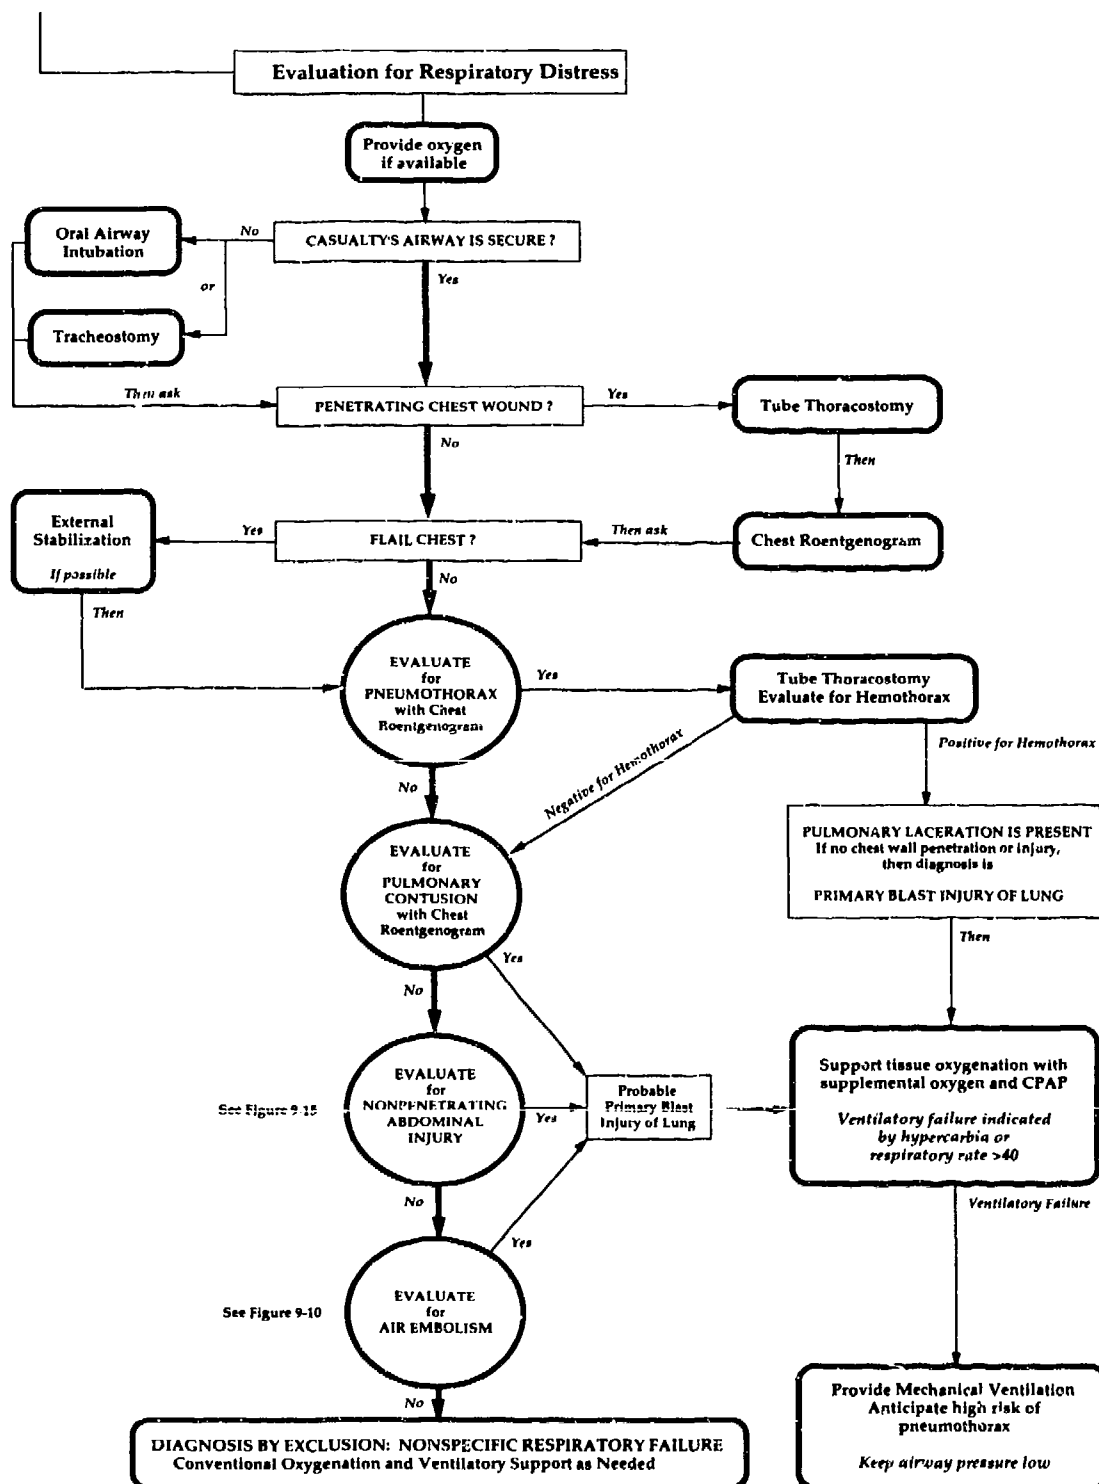 Evaluation for Respiratory Distress
Provide oxygen
if available
Oral Airway
Intubation
No
CASUALTY'S AIRWAY IS SECURE ?
Yes
or
Tracheostomy
Then ask
PENETRATING CHEST WOUND ?
Yes
Tube Thoracostomy
No
Then
External
Stabilization
If possible
Yes
FLAIL CHEST ?
Then ask
Chest Roentgenogram
No
Then
EVALUATE
for
PNEUMOTHORAX
with Chest
Roentgenogram
Yes
Tube Thoracostomy
Evaluate for Hemothorax
No
Negative for Hemothorax
Positive for Hemothorax
EVALUATE
for
PULMONARY
CONTUSION
with Chest
Roentgenogram
PULMONARY LACERATION IS PRESENT
If no chest wall penetration or injury,
then diagnosis is
PRIMARY BLAST INJURY OF LUNG
Yes
Then
No
See Figure 9-15
EVALUATE
for
NONPENETRATING
ABDOMINAL
INJURY
Yes
Probable
Primary Blast
Injury of Lung
Support tissue oxygenation with
supplemental oxygen and CPAP
Ventilatory failure indicated
by hypercarbia or
respiratory rate >40
No
Yes
Ventilatory Failure
See Figure 9-10
EVALUATE
for
AIR EMBOLISM
No
Provide Mechanical Ventilation
Anticipate high risk of
pneumothorax
Keep airway pressure low
DIAGNOSIS BY EXCLUSION: NONSPECIFIC RESPIRATORY FAILURE
Conventional Oxygenation and Ventilatory Support as Needed